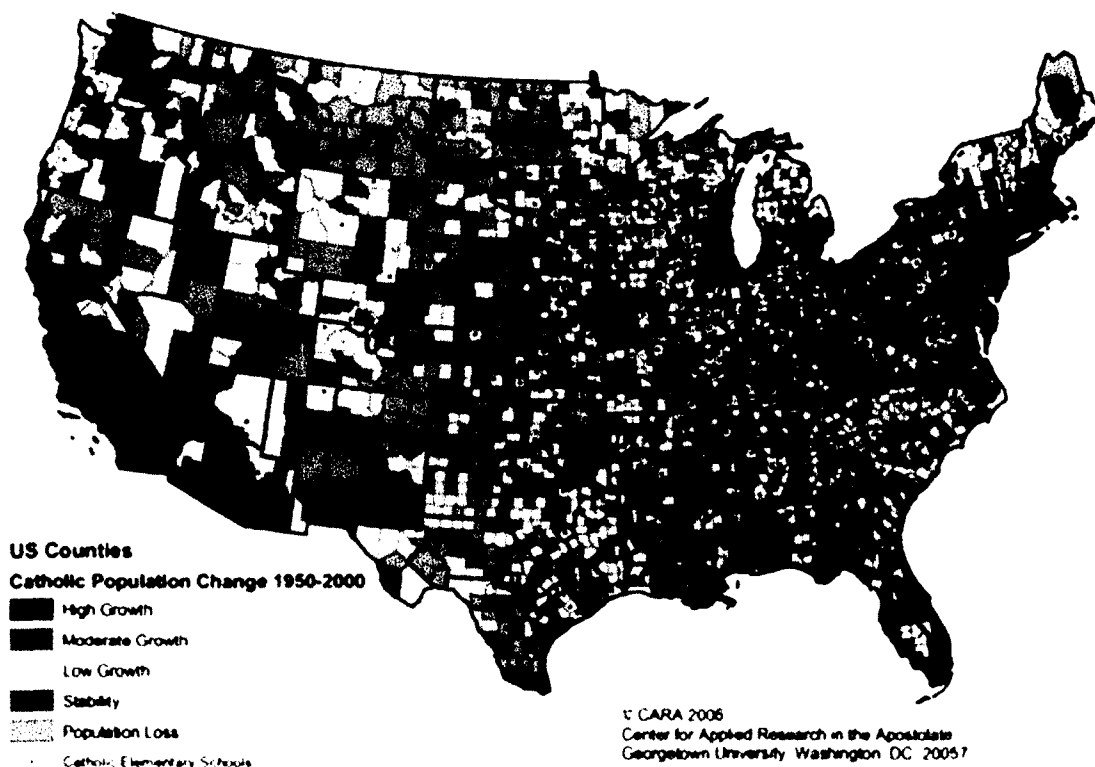 US Counties
Catholic Population Change 1950-2000
High Growth
Moderate Growth
Low Growth
Stability
Population Loss
Catholic Elementary Schools
© CARA 2006
Center for Applied Research in the Apostolate
Georgetown University Washington DC 20057